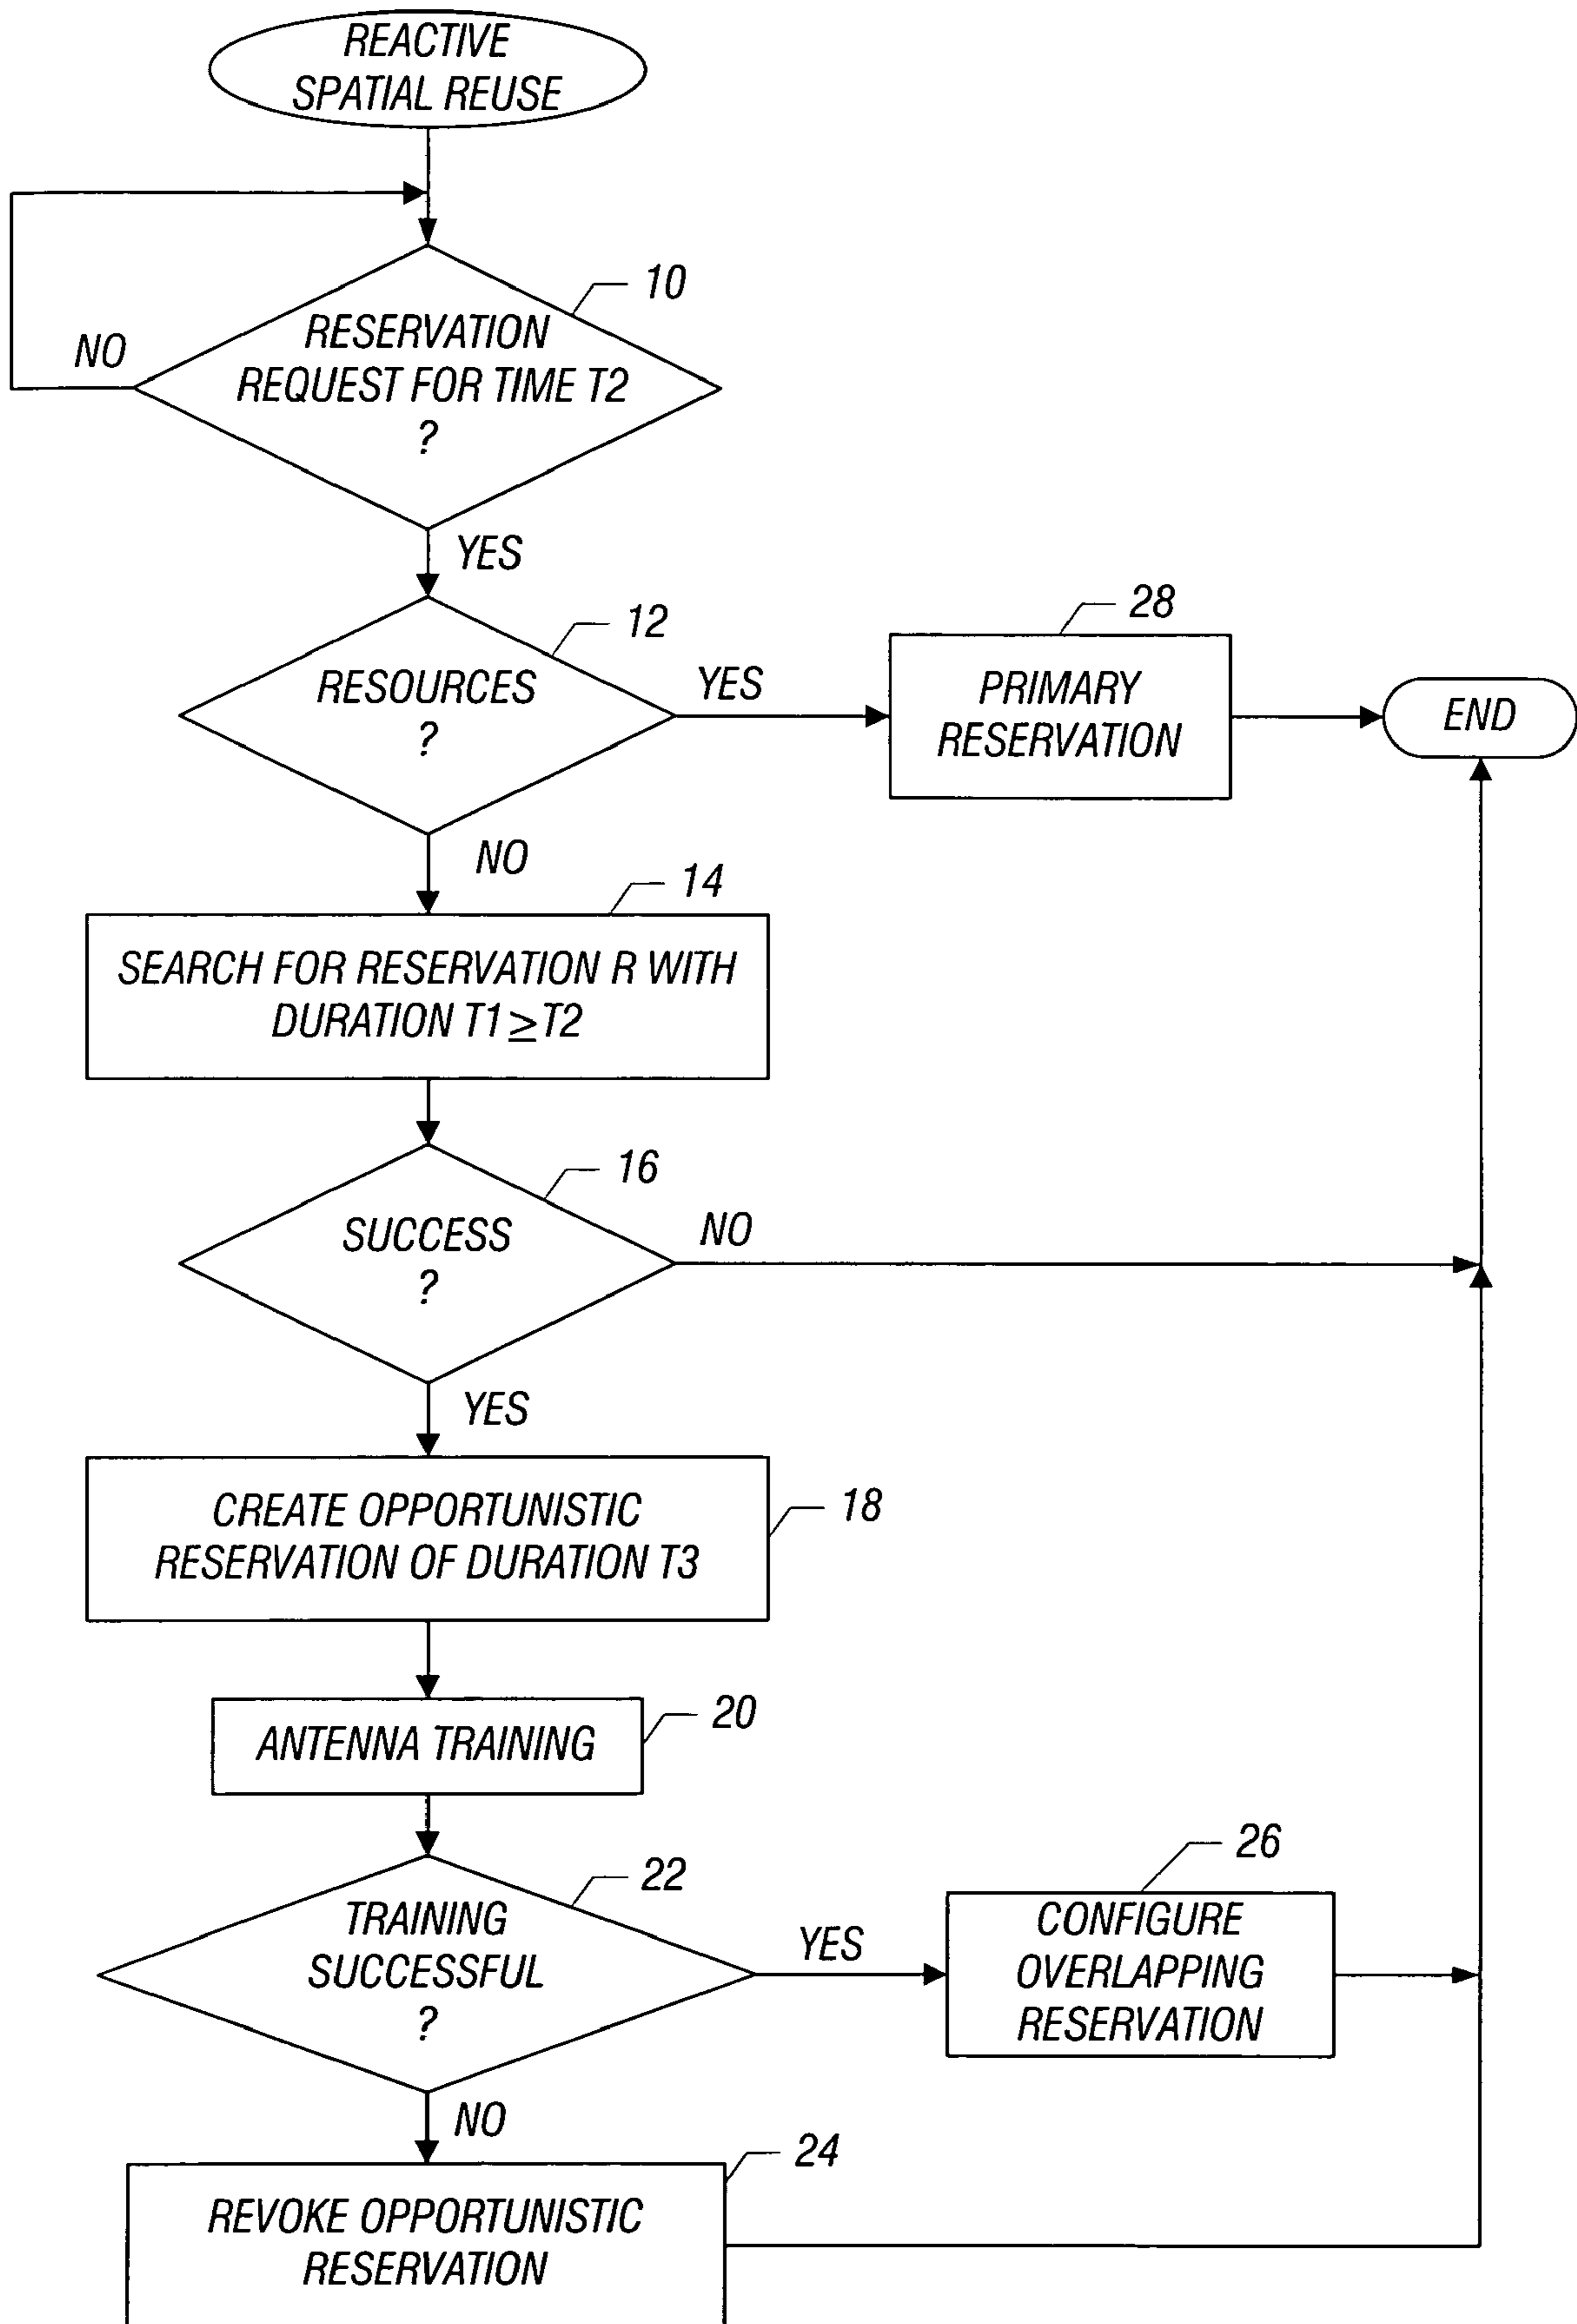 REACTIVE
SPATIAL REUSE
10
RESERVATION
REQUEST FOR TIME T2
?
NO
YES
12
RESOURCES
?
YES
28
PRIMARY
RESERVATION
END
NO
14
SEARCH FOR RESERVATION R WITH
DURATION T1≥T2
16
SUCCESS
?
NO
YES
CREATE OPPORTUNISTIC
RESERVATION OF DURATION T3
18
ANTENNA TRAINING
20
22
TRAINING
SUCCESSFUL
?
YES
26
CONFIGURE
OVERLAPPING
RESERVATION
NO
24
REVOKE OPPORTUNISTIC
RESERVATION